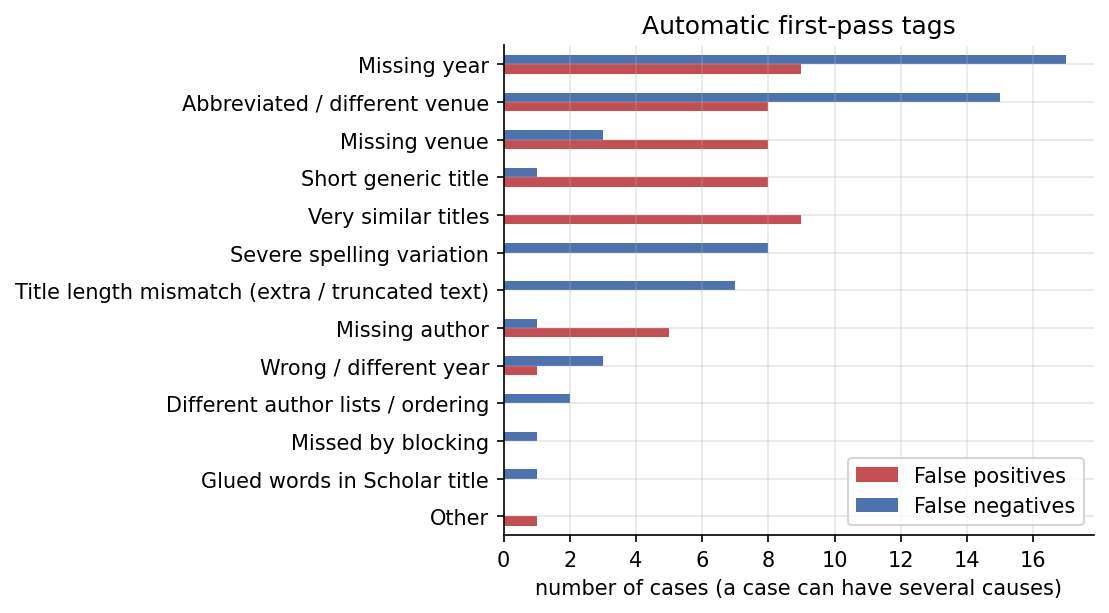 Automatic first-pass tags
Missing year
Abbreviated / different venue
Missing venue
Short generic title
Very similar titles
Severe spelling variation
Title length mismatch (extra / truncated text)
Missing author
Wrong / different year
Different author lists / ordering
Missed by blocking
Glued words in Scholar title
Other
False positives
False negatives
0 2 4 6 8 10 12 14 16
number of cases (a case can have several causes)